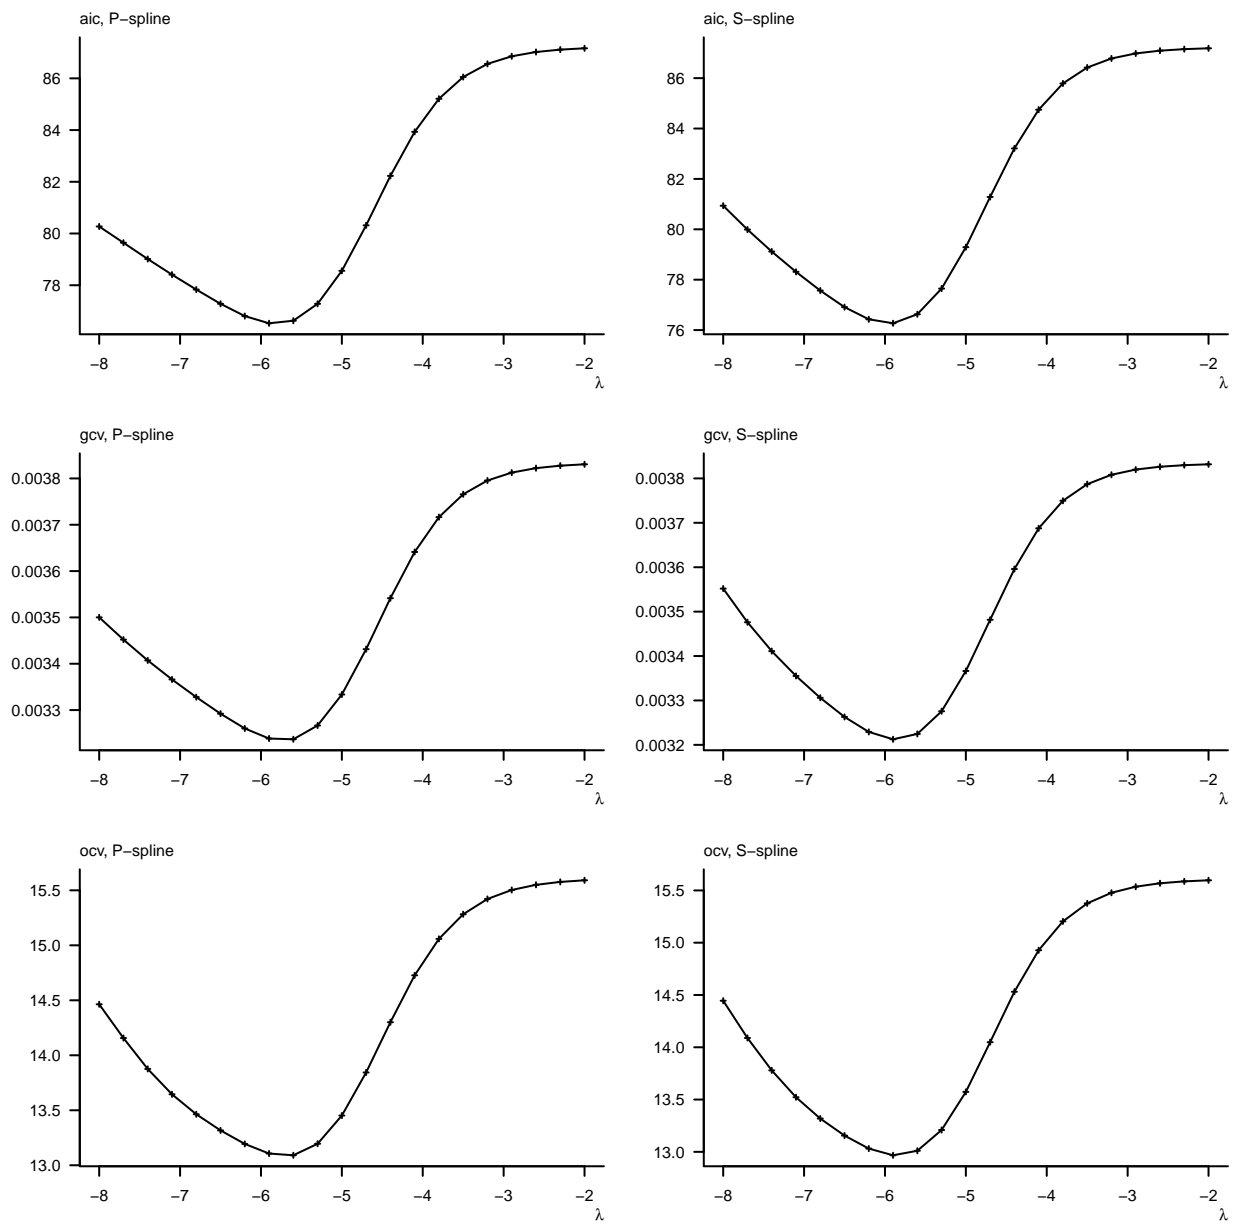 aic, P−spline
86
84
82
80
78
−8 −7 −6 −5 −4 −3 −2
λ
aic, S−spline
86
84
82
80
78
76
−8 −7 −6 −5 −4 −3 −2
λ
gcv, P−spline
0.0038
0.0037
0.0036
0.0035
0.0034
0.0033
−8 −7 −6 −5 −4 −3 −2
λ
gcv, S−spline
0.0038
0.0037
0.0036
0.0035
0.0034
0.0033
0.0032
−8 −7 −6 −5 −4 −3 −2
λ
ocv, P−spline
15.5
15.0
14.5
14.0
13.5
13.0
−8 −7 −6 −5 −4 −3 −2
λ
ocv, S−spline
15.5
15.0
14.5
14.0
13.5
13.0
−8 −7 −6 −5 −4 −3 −2
λ